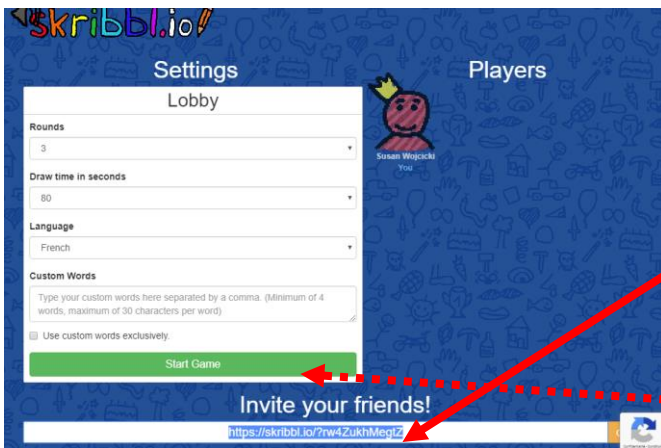 skribbl.io
Settings
Players
Lobby
Rounds
3
Draw time in seconds
80
Language
French
Custom Words
Type your custom words here separated by a comma. (Minimum of 4
words, maximum of 30 characters per word)
Use custom words exclusively.
Start Game
Susan Wojcicki
You
Invite your friends!
https://skribbl.io/?rw4ZukhMegtZ